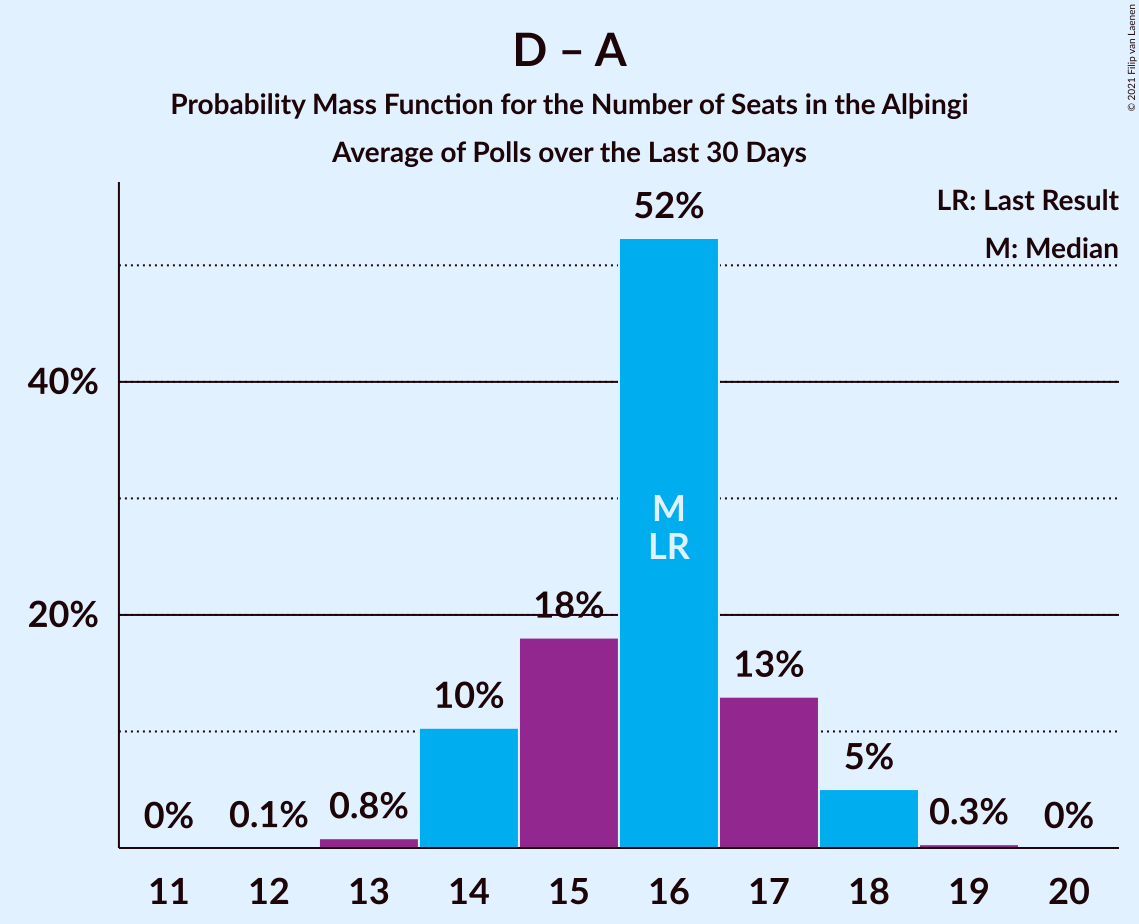 D – A
Probability Mass Function for the Number of Seats in the Alþingi
Average of Polls over the Last 30 Days
© 2021 Filip van Laenen
LR: Last Result
M: Median
52%
40%
M
LR
20%
18%
13%
10%
5%
0%
0.1%
0.8%
0.3%
0%
11 12 13 14 15 16 17 18 19 20